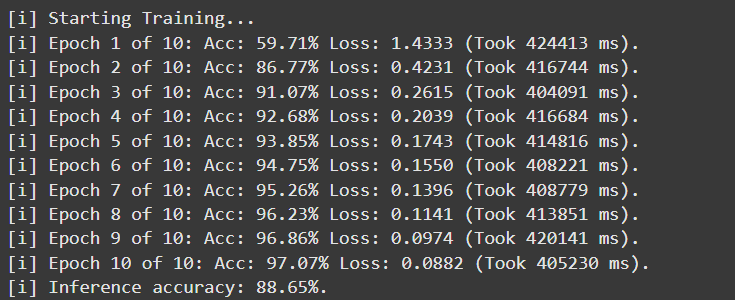 [i] Starting Training...
[i] Epoch 1 of 10: Acc: 59.71% Loss: 1.4333 (Took 424413 ms).
[i] Epoch 2 of 10: Acc: 86.77% Loss: 0.4231 (Took 416744 ms).
[i] Epoch 3 of 10: Acc: 91.07% Loss: 0.2615 (Took 404091 ms).
[i] Epoch 4 of 10: Acc: 92.68% Loss: 0.2039 (Took 416684 ms).
[i] Epoch 5 of 10: Acc: 93.85% Loss: 0.1743 (Took 414816 ms).
[i] Epoch 6 of 10: Acc: 94.75% Loss: 0.1550 (Took 408221 ms).
[i] Epoch 7 of 10: Acc: 95.26% Loss: 0.1396 (Took 408779 ms).
[i] Epoch 8 of 10: Acc: 96.23% Loss: 0.1141 (Took 413851 ms).
[i] Epoch 9 of 10: Acc: 96.86% Loss: 0.0974 (Took 420141 ms).
[i] Epoch 10 of 10: Acc: 97.07% Loss: 0.0882 (Took 405230 ms).
[i] Inference accuracy: 88.65%.